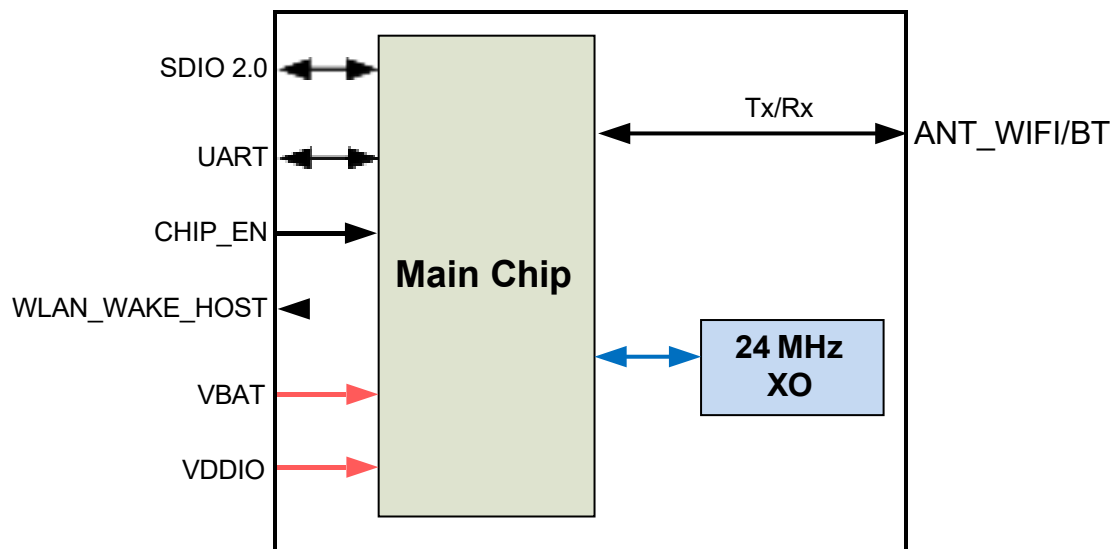 SDIO 2.0
UART
CHIP_EN
WLAN_WAKE_HOST
VBAT
VDDIO
Main Chip
Tx/Rx
ANT_WIFI/BT
24 MHz
XO